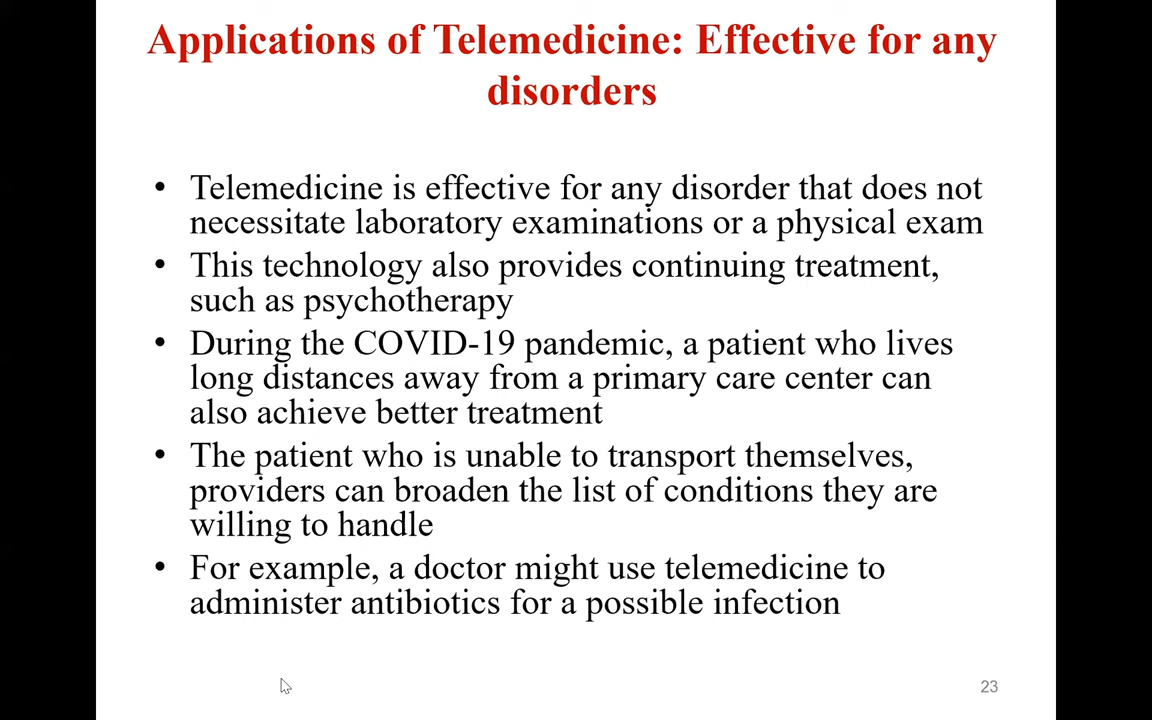 Applications of Telemedicine: Effective for any
disorders
• Telemedicine is effective for any disorder that does not
necessitate laboratory examinations or a physical exam
• This technology also provides continuing treatment,
such as psychotherapy
• During the COVID-19 pandemic, a patient who lives
long distances away from a primary care center can
also achieve better treatment
• The patient who is unable to transport themselves,
providers can broaden the list of conditions they are
willing to handle
• For example, a doctor might use telemedicine to
administer antibiotics for a possible infection
23